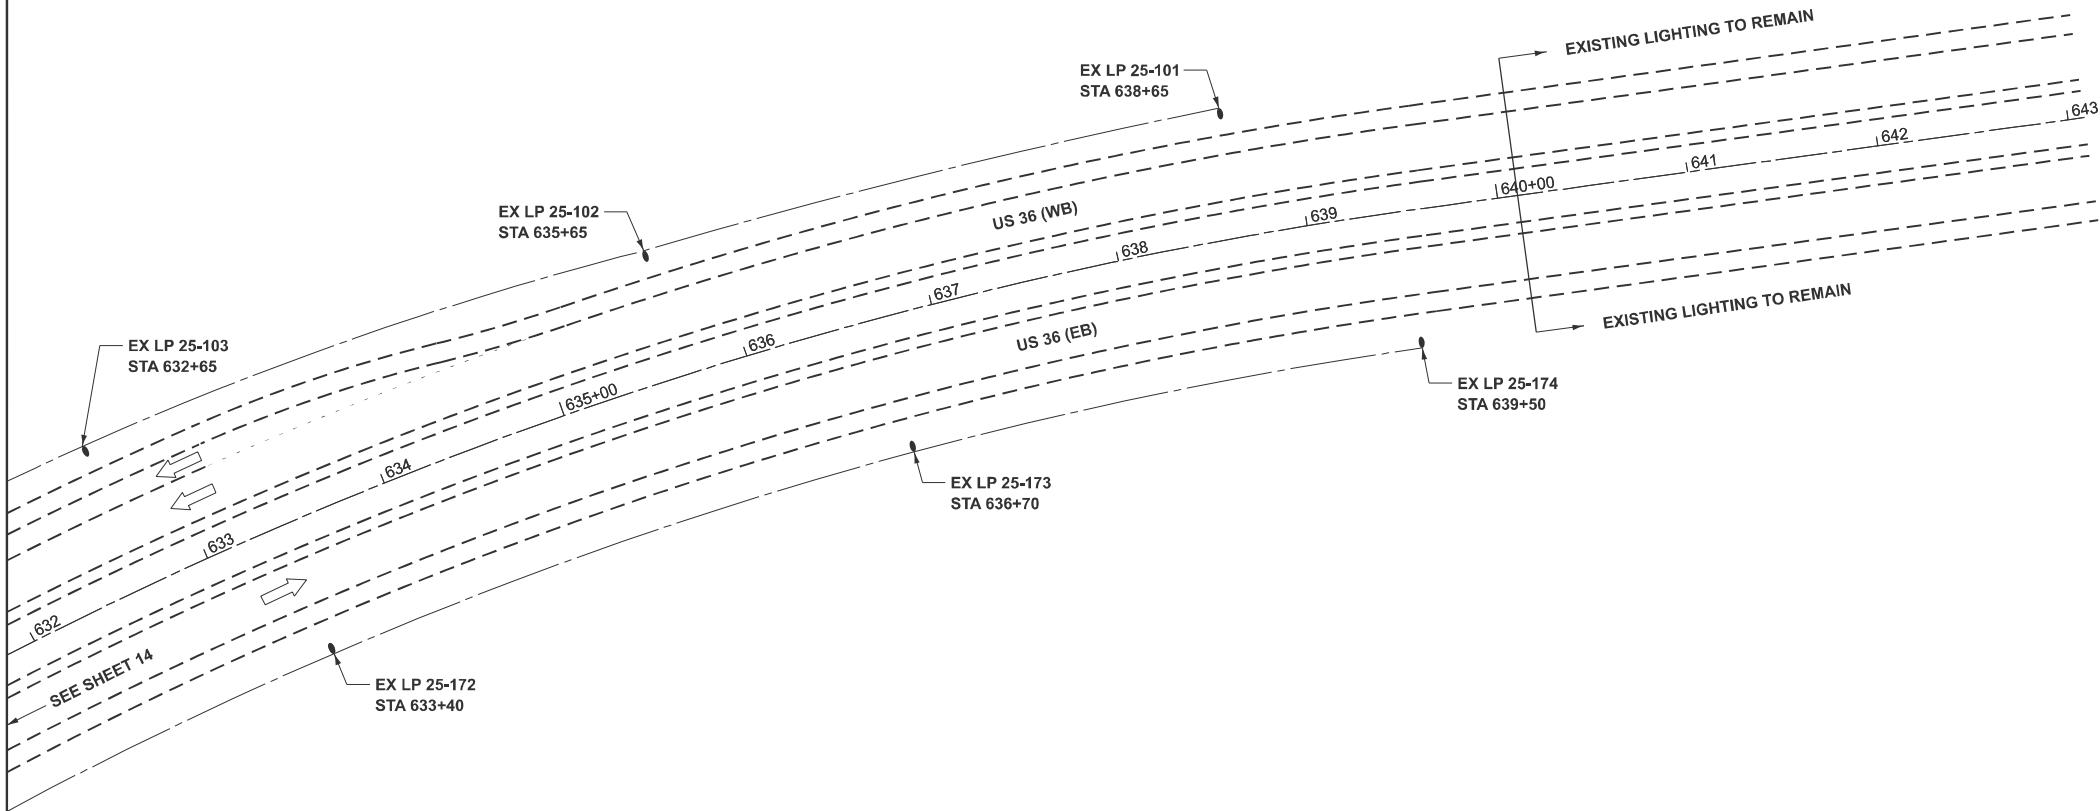 EXISTING LIGHTING TO REMAIN
EX LP 25-101
STA 638+65
EX LP 25-102
STA 635+65
EX LP 25-103
STA 632+65
US 36 (WB)
US 36 (EB)
632
633
634
635+00
636
637
638
639
640+00
641
642
643
EXISTING LIGHTING TO REMAIN
EX LP 25-174
STA 639+50
EX LP 25-173
STA 636+70
EX LP 25-172
STA 633+40
SEE SHEET 14